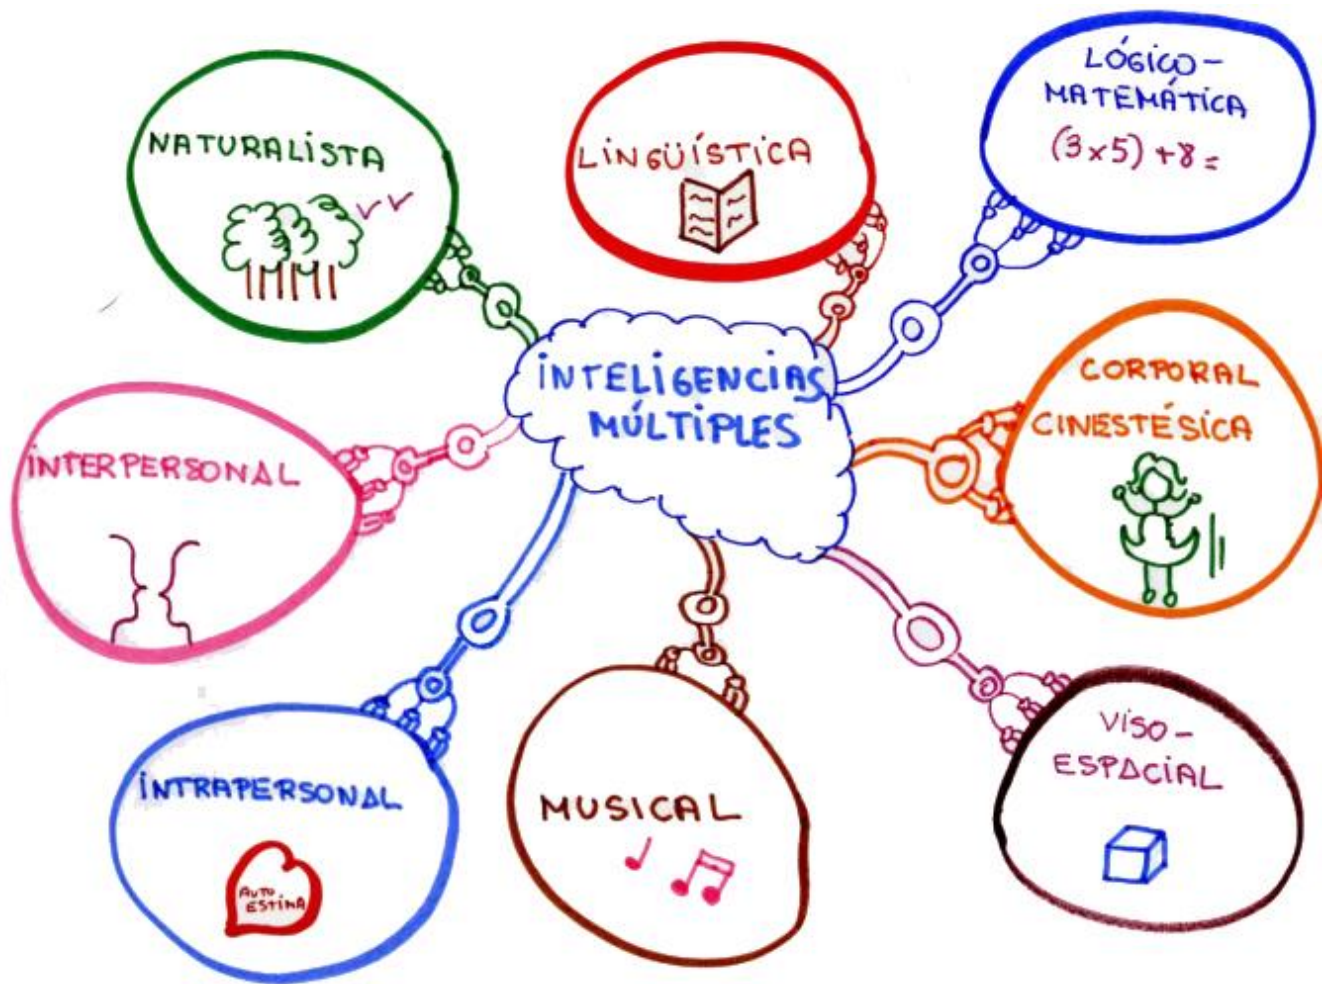 INTELIGENCIAS
MÚLTIPLES
NATURALISTA
LINGÜÍSTICA
LÓGICO-
MATEMÁTICA
(3x5)+8=
CORPORAL
CINESTÉSICA
VISO-
ESPACIAL
MUSICAL
INTRAPERSONAL
AUTO
ESTIMA
INTERPERSONAL